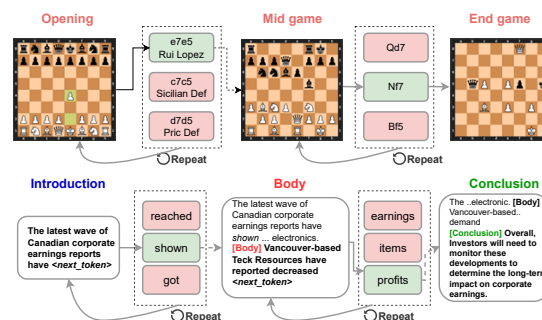 Opening
Mid game
End game
e7e5
Rui Lopez
c7c5
Sicilian Def
d7d5
Pric Def
Repeat
Qd7
Nf7
Bf5
Repeat
Introduction
Body
Conclusion
The latest wave of
Canadian corporate
earnings reports
have <next_token>
reached
shown
got
Repeat
The latest wave of
Canadian corporate
earnings reports have
shown ... electronics.
[Body] Vancouver-based
Teck Resources have
reported decreased
<next_token>
earnings
items
profits
Repeat
The ..electronic. [Body]
Vancouver-based..
demand
[Conclusion] Overall,
Investors will need to
monitor these
developments to
determine the long-term
impact on corporate
earnings.